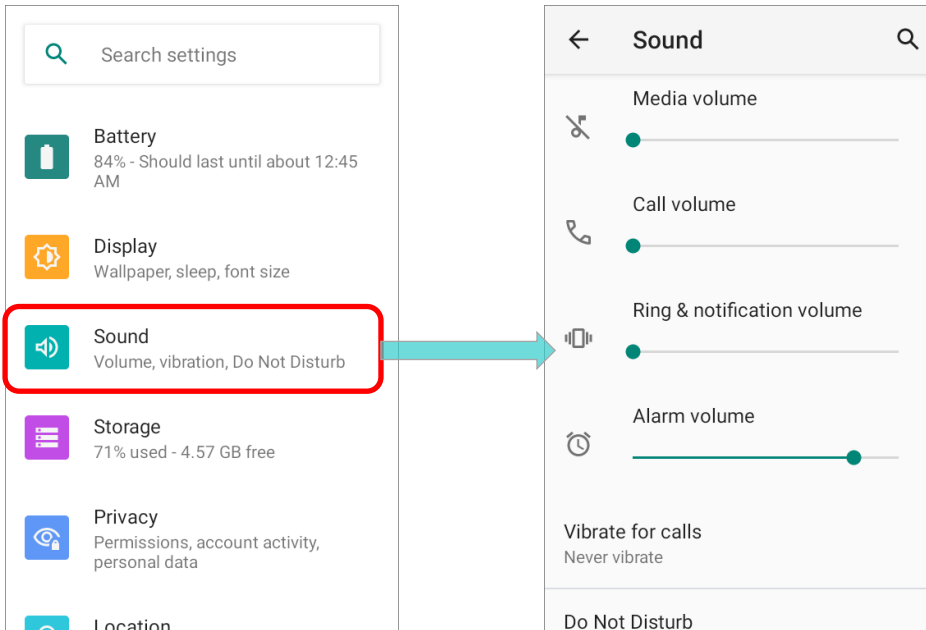 Search settings
Battery
84% - Should last until about 12:45
AM
Display
Wallpaper, sleep, font size
Sound
Volume, vibration, Do Not Disturb
Storage
71% used - 4.57 GB free
Privacy
Permissions, account activity,
personal data
Location
Sound
Media volume
Call volume
Ring & notification volume
Alarm volume
Vibrate for calls
Never vibrate
Do Not Disturb